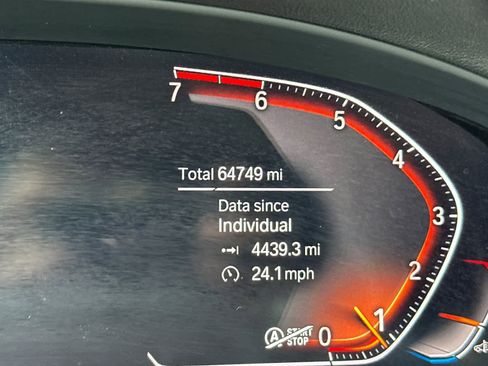 7
6
5
4
Total 64749 mi
3
Data since
Individual
4439.3 mi
2
24.1 mph
1
A START
STOP
0